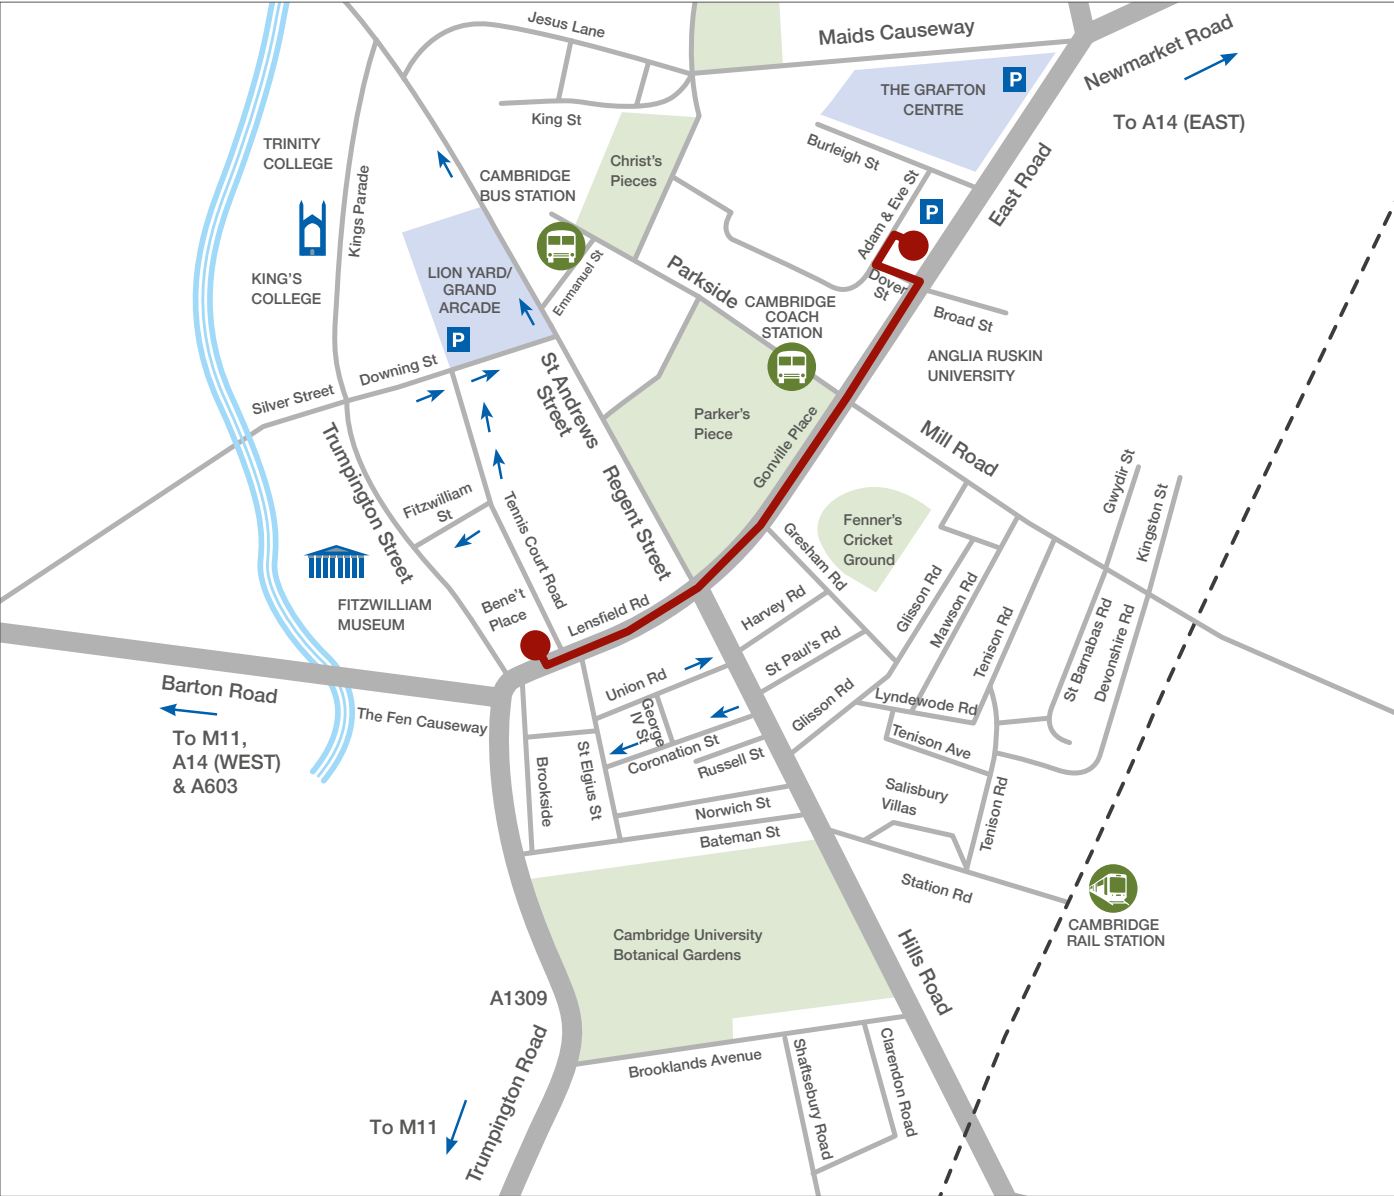 Jesus Lane
Maids Causeway
Newmarket Road
To A14 (EAST)
THE GRAFTON
CENTRE
P
King St
Burleigh St
East Road
TRINITY
COLLEGE
Kings Parade
CAMBRIDGE
BUS STATION
Christ's
Pieces
Adam & Eve St
P
KING'S
COLLEGE
LION YARD/
GRAND
ARCADE
P
Emmanuel St
Parkside
Dover
St
CAMBRIDGE
COACH
STATION
Broad St
ANGLIA RUSKIN
UNIVERSITY
Silver Street
Downing St
St Andrews
Street
Parker's
Piece
Gonville Place
Mill Road
Trumpington Street
Regent Street
Fitzwilliam
St
Tennis Court Road
Gwydir St
Kingston St
Fenner's
Cricket
Ground
Gresham Rd
FITZWILLIAM
MUSEUM
Bene't
Place
Lensfield Rd
Harvey Rd
St Paul's Rd
Glisson Rd
Mawson Rd
Tenison Rd
St Barnabas Rd
Devonshire Rd
Barton Road
The Fen Causeway
To M11,
A14 (WEST)
& A603
Union Rd
George
IV St
Glisson Rd
Lyndewode Rd
Tenison Ave
Coronation St
Russell St
Brookside
St Elgius St
Norwich St
Bateman St
Salisbury
Villas
Tenison Rd
Station Rd
CAMBRIDGE
RAIL STATION
Cambridge University
Botanical Gardens
Hills Road
A1309
Trumpington Road
To M11
Brooklands Avenue
Shaftsebury Road
Clarendon Road